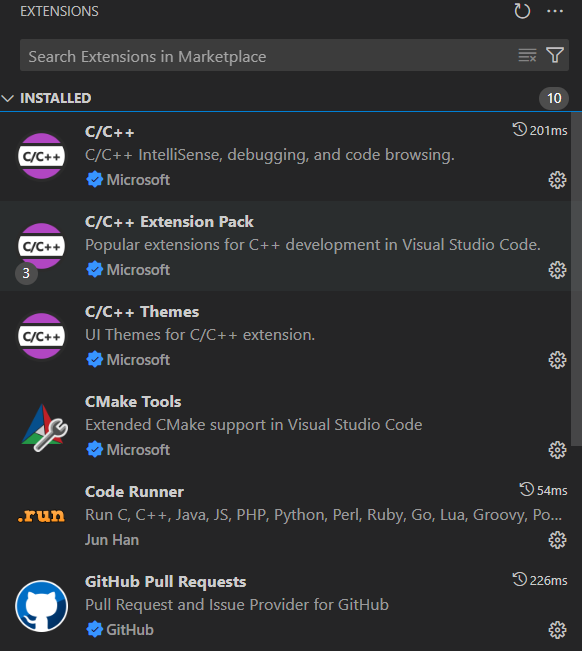 EXTENSIONS
Search Extensions in Marketplace
INSTALLED 10
C/C++ 201ms
C/C++
C/C++ IntelliSense, debugging, and code browsing.
Microsoft
C/C++ Extension Pack
C/C++
Popular extensions for C++ development in Visual Studio Code.
3
Microsoft
C/C++ Themes
C/C++
UI Themes for C/C++ extension.
Microsoft
CMake Tools
Extended CMake support in Visual Studio Code
Microsoft
Code Runner 54ms
.run
Run C, C++, Java, JS, PHP, Python, Perl, Ruby, Go, Lua, Groovy, Po...
Jun Han
GitHub Pull Requests 226ms
Pull Request and Issue Provider for GitHub
GitHub